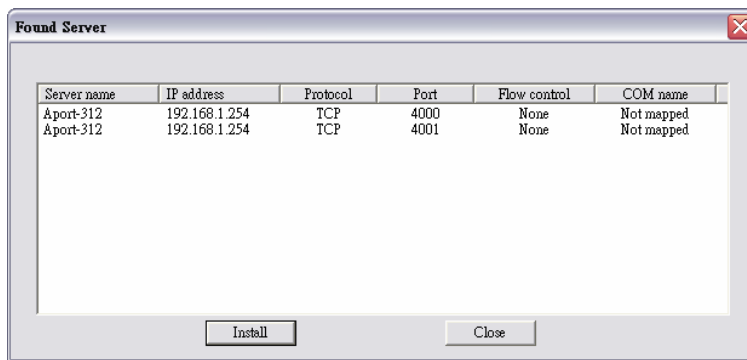 Found Server
Server name IP address Protocol Port Flow control COM name
Aport-312 192.168.1.254 TCP 4000 None Not mapped
Aport-312 192.168.1.254 TCP 4001 None Not mapped
Install Close